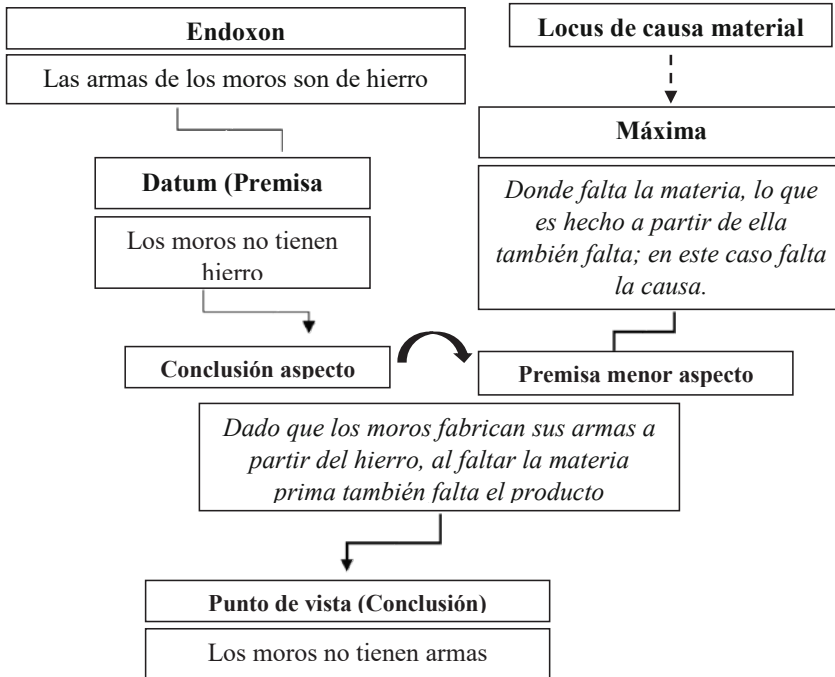 Endoxon
Las armas de los moros son de hierro
Datum (Premisa
Los moros no tienen
hierro
Conclusión aspecto
Locus de causa material
Máxima
Donde falta la materia, lo que
es hecho a partir de ella
también falta; en este caso falta
la causa.
Premisa menor aspecto
Dado que los moros fabrican sus armas a
partir del hierro, al faltar la materia
prima también falta el producto
Punto de vista (Conclusión)
Los moros no tienen armas